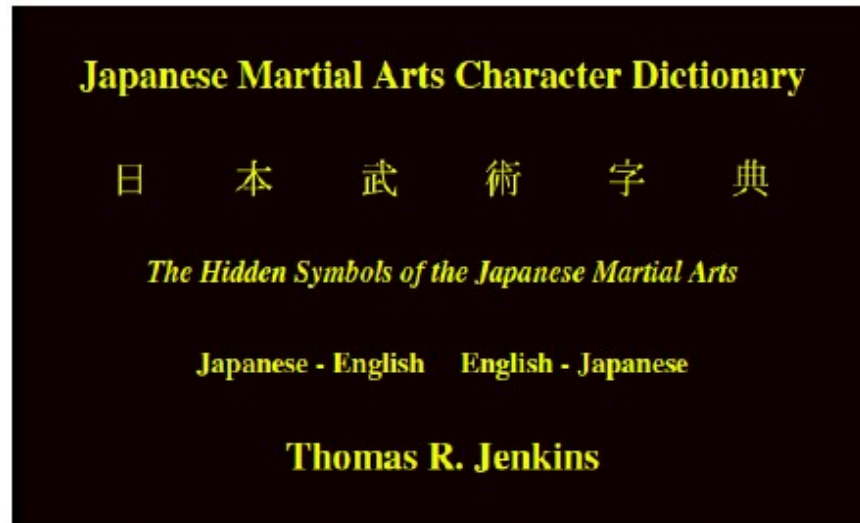 Japanese Martial Arts Character Dictionary
日 本 武 術 字 典
The Hidden Symbols of the Japanese Martial Arts
Japanese - English English - Japanese
Thomas R. Jenkins